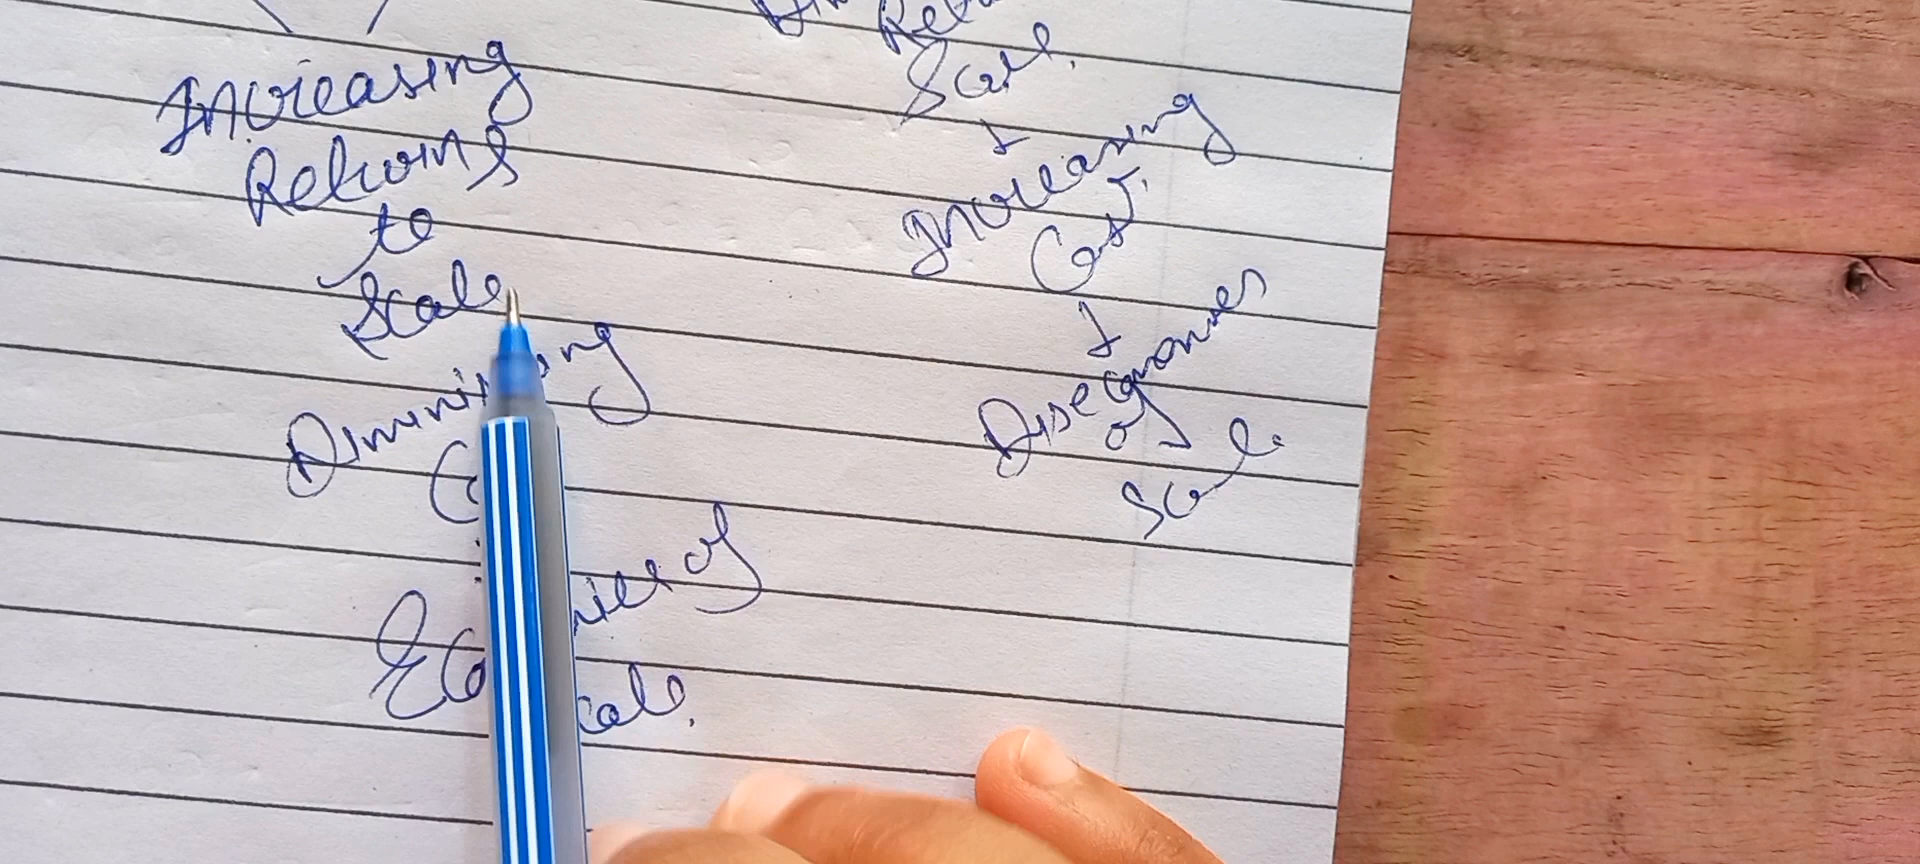 Increasing
Returns
to
Scale
Diminishing
Economies of
Scale.
Scale.
Increasing
Cost.
Diseconomies
of
Scale.